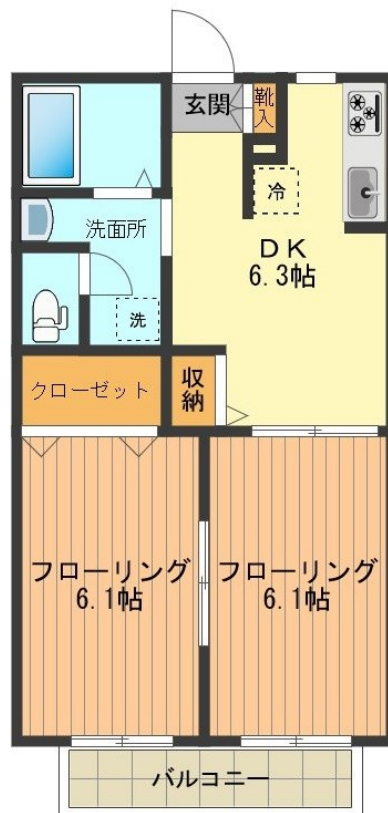 玄関
靴入
冷
洗面所
DK
6.3帖
洗
クローゼット
収納
フローリング
6.1帖
フローリング
6.1帖
バルコニー